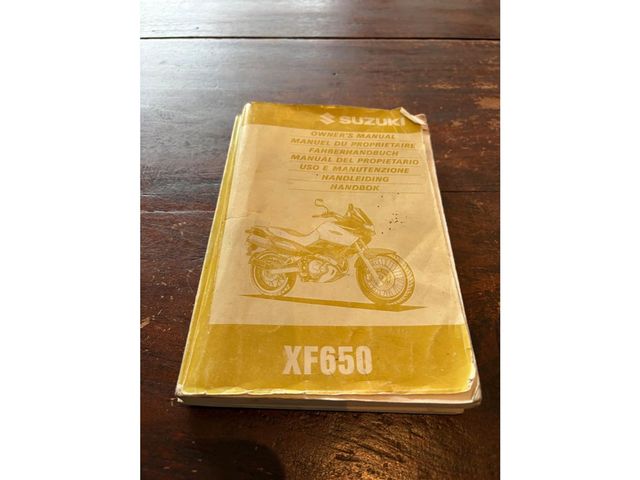 SUZUKI
OWNER'S MANUAL
MANUEL DU PROPRIETAIRE
FAHRERHANDBUCH
MANUAL DEL PROPIETARIO
USO E MANUTENZIONE
HANDLEIDING
HANDBOK
XF650